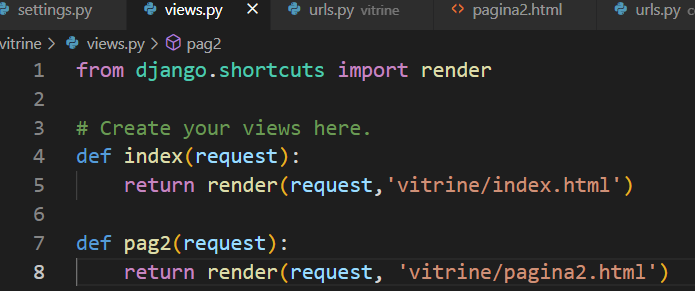 settings.py views.py urls.py vitrine pagina2.html urls.py
vitrine > views.py > pag2
1 from django.shortcuts import render
2
3 # Create your views here.
4 def index(request):
5 return render(request,'vitrine/index.html')
6
7 def pag2(request):
8 return render(request, 'vitrine/pagina2.html')